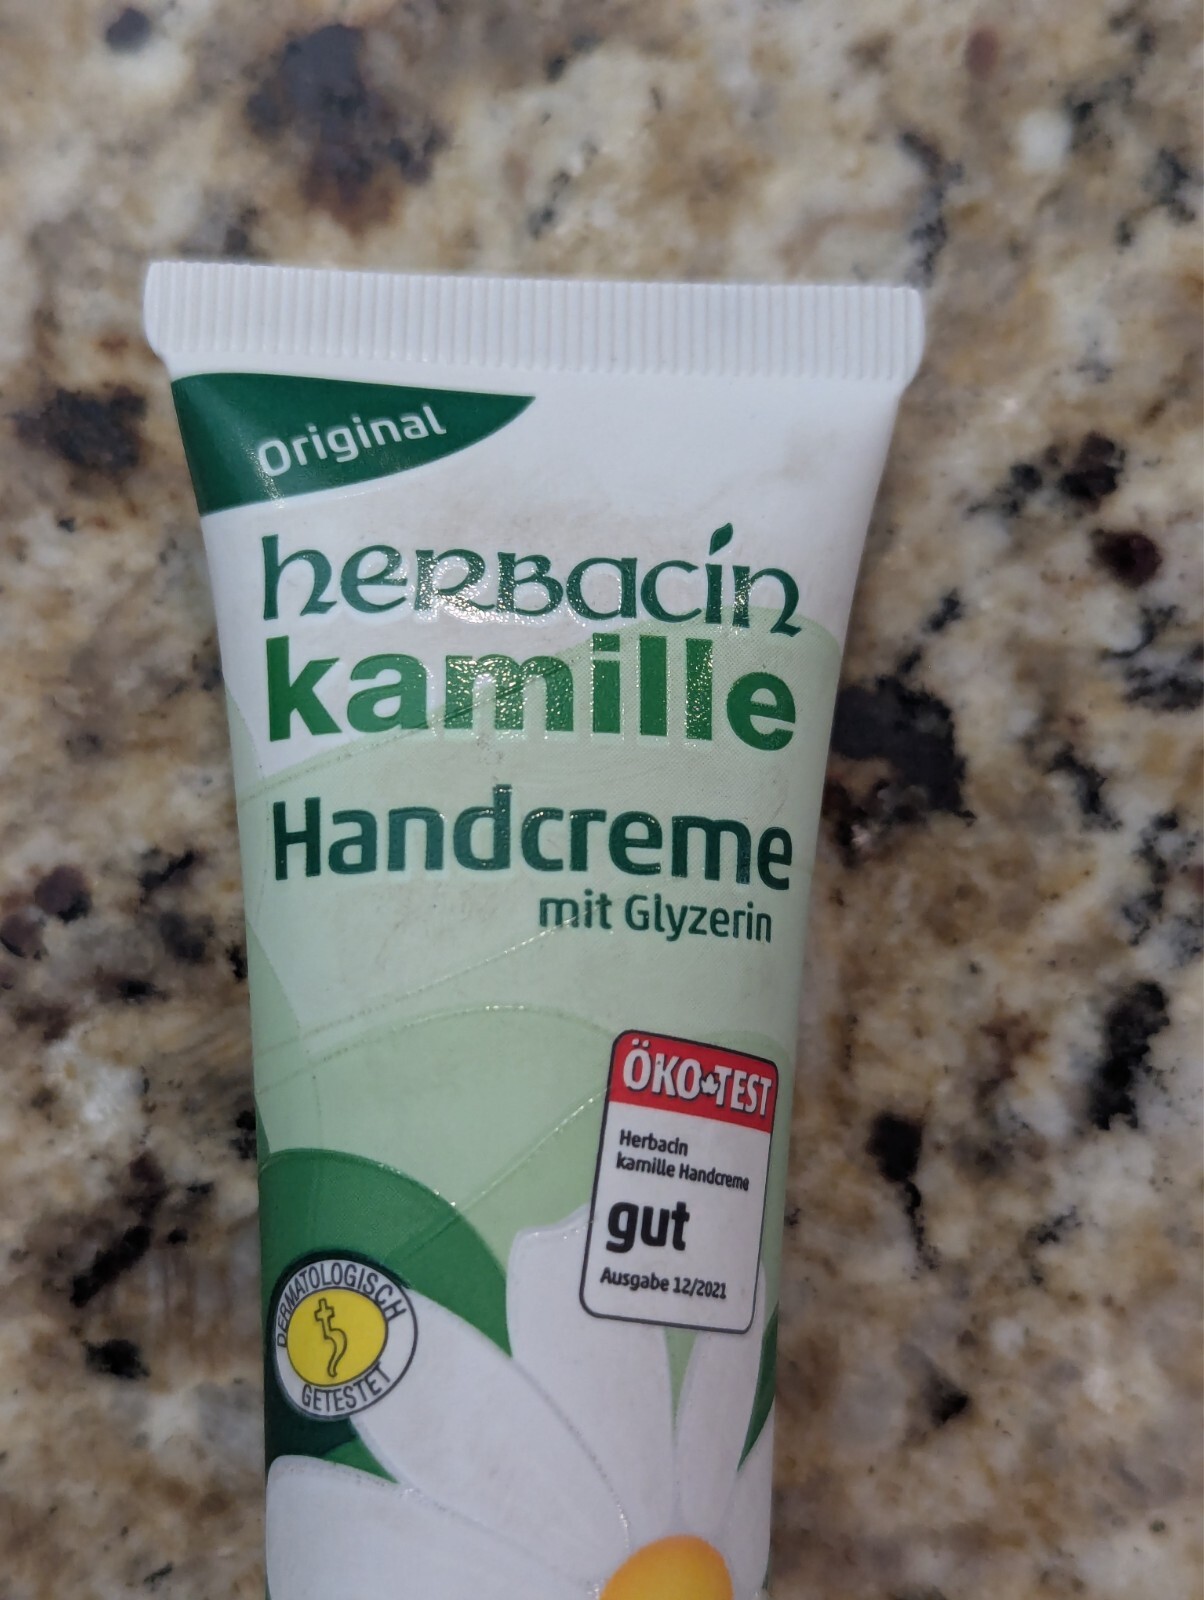 Original
herbacin
kamille
Handcreme
mit Glyzerin
ÖKO-TEST
Herbacin
kamille Handcreme
gut
Ausgabe 12/2021
DERMATOLOGISCH
GETESTET